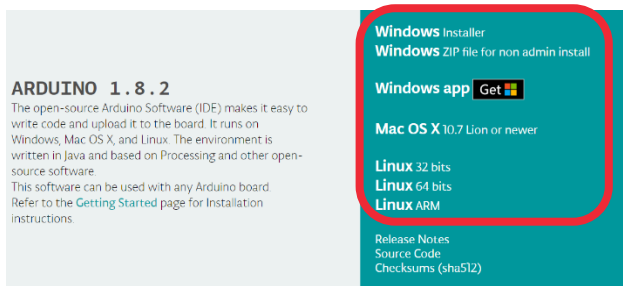 ARDUINO 1.8.2
The open-source Arduino Software (IDE) makes it easy to
write code and upload it to the board. It runs on
Windows, Mac OS X, and Linux. The environment is
written in Java and based on Processing and other open-
source software.
This software can be used with any Arduino board.
Refer to the Getting Started page for Installation
instructions.
Windows Installer
Windows ZIP file for non admin install
Windows app Get
Mac OS X 10.7 Lion or newer
Linux 32 bits
Linux 64 bits
Linux ARM
Release Notes
Source Code
Checksums (sha512)